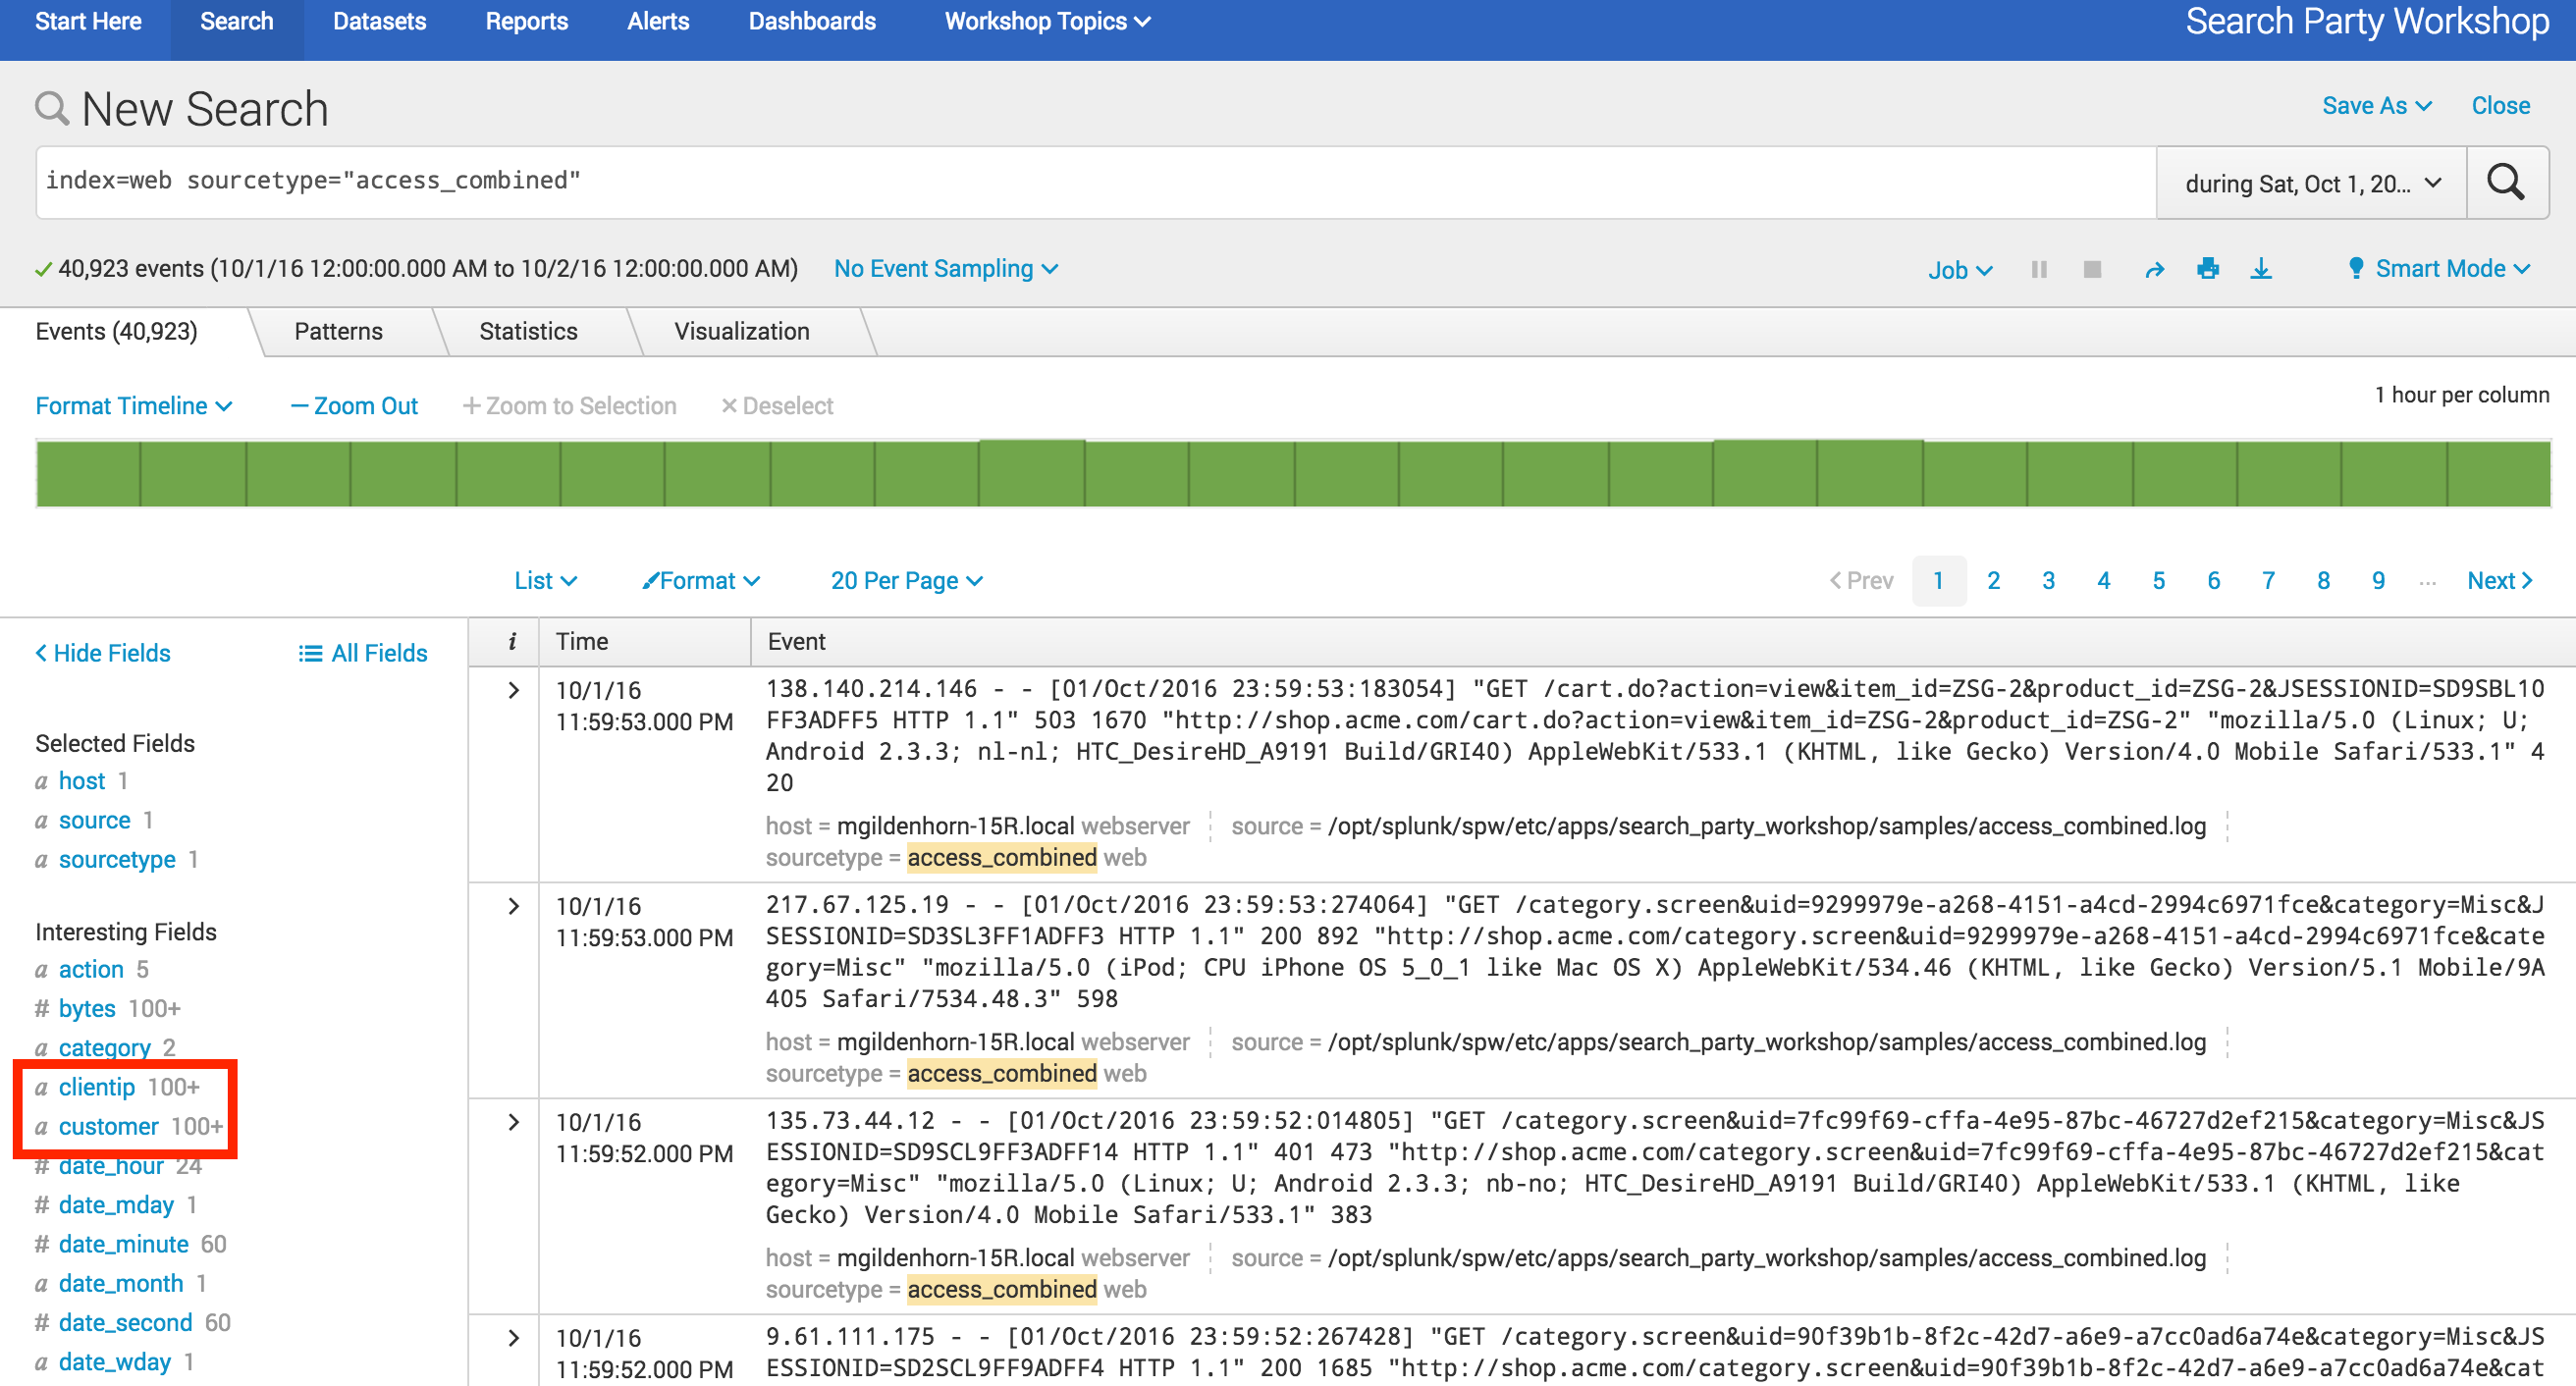 Start Here Search Datasets Reports Alerts Dashboards Workshop Topics Search Party Workshop
New Search Save As Close
index=web sourcetype="access_combined" during Sat, Oct 1, 20...
40,923 events (10/1/16 12:00:00.000 AM to 10/2/16 12:00:00.000 AM) No Event Sampling Job Smart Mode
Events (40,923) Patterns Statistics Visualization
Format Timeline — Zoom Out + Zoom to Selection × Deselect 1 hour per column
List Format 20 Per Page < Prev 1 2 3 4 5 6 7 8 9 ... Next >
< Hide Fields All Fields
Selected Fields
a host 1
a source 1
a sourcetype 1
Interesting Fields
a action 5
# bytes 100+
a category 2
a clientip 100+
a customer 100+
# date_hour 24
# date_mday 1
# date_minute 60
a date_month 1
# date_second 60
a date_wday 1
i Time Event
10/1/16
11:59:53.000 PM
138.140.214.146 - - [01/Oct/2016 23:59:53:183054] "GET /cart.do?action=view&item_id=ZSG-2&product_id=ZSG-2&JSESSIONID=SD9SBL10
FF3ADFF5 HTTP 1.1" 503 1670 "http://shop.acme.com/cart.do?action=view&item_id=ZSG-2&product_id=ZSG-2" "mozilla/5.0 (Linux; U;
Android 2.3.3; nl-nl; HTC_DesireHD_A9191 Build/GRI40) AppleWebKit/533.1 (KHTML, like Gecko) Version/4.0 Mobile Safari/533.1" 4
20
host = mgildenhorn-15R.local webserver source = /opt/splunk/spw/etc/apps/search_party_workshop/samples/access_combined.log
sourcetype = access_combined web
10/1/16
11:59:53.000 PM
217.67.125.19 - - [01/Oct/2016 23:59:53:274064] "GET /category.screen&uid=9299979e-a268-4151-a4cd-2994c6971fce&category=Misc&J
SESSIONID=SD3SL3FF1ADFF3 HTTP 1.1" 200 892 "http://shop.acme.com/category.screen&uid=9299979e-a268-4151-a4cd-2994c6971fce&cate
gory=Misc" "mozilla/5.0 (iPod; CPU iPhone OS 5_0_1 like Mac OS X) AppleWebKit/534.46 (KHTML, like Gecko) Version/5.1 Mobile/9A
405 Safari/7534.48.3" 598
host = mgildenhorn-15R.local webserver source = /opt/splunk/spw/etc/apps/search_party_workshop/samples/access_combined.log
sourcetype = access_combined web
10/1/16
11:59:52.000 PM
135.73.44.12 - - [01/Oct/2016 23:59:52:014805] "GET /category.screen&uid=7fc99f69-cffa-4e95-87bc-46727d2ef215&category=Misc&JS
ESSIONID=SD9SCL9FF3ADFF14 HTTP 1.1" 401 473 "http://shop.acme.com/category.screen&uid=7fc99f69-cffa-4e95-87bc-46727d2ef215&cat
egory=Misc" "mozilla/5.0 (Linux; U; Android 2.3.3; nb-no; HTC_DesireHD_A9191 Build/GRI40) AppleWebKit/533.1 (KHTML, like
Gecko) Version/4.0 Mobile Safari/533.1" 383
host = mgildenhorn-15R.local webserver source = /opt/splunk/spw/etc/apps/search_party_workshop/samples/access_combined.log
sourcetype = access_combined web
10/1/16
11:59:52.000 PM
9.61.111.175 - - [01/Oct/2016 23:59:52:267428] "GET /category.screen&uid=90f39b1b-8f2c-42d7-a6e9-a7cc0ad6a74e&category=Misc&JS
ESSIONID=SD2SCL9FF9ADFF4 HTTP 1.1" 200 1685 "http://shop.acme.com/category.screen&uid=90f39b1b-8f2c-42d7-a6e9-a7cc0ad6a74e&cat